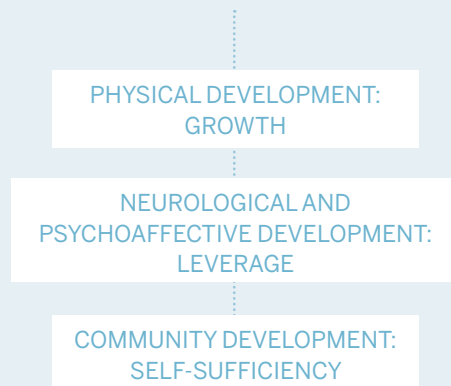 PHYSICAL DEVELOPMENT:
GROWTH
NEUROLOGICAL AND
PSYCHOAFFECTIVE DEVELOPMENT:
LEVERAGE
COMMUNITY DEVELOPMENT:
SELF-SUFFICIENCY